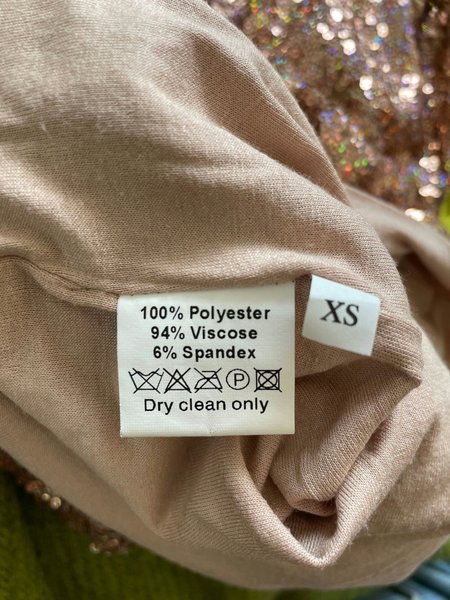 100% Polyester
94% Viscose
6% Spandex
P
Dry clean only
XS